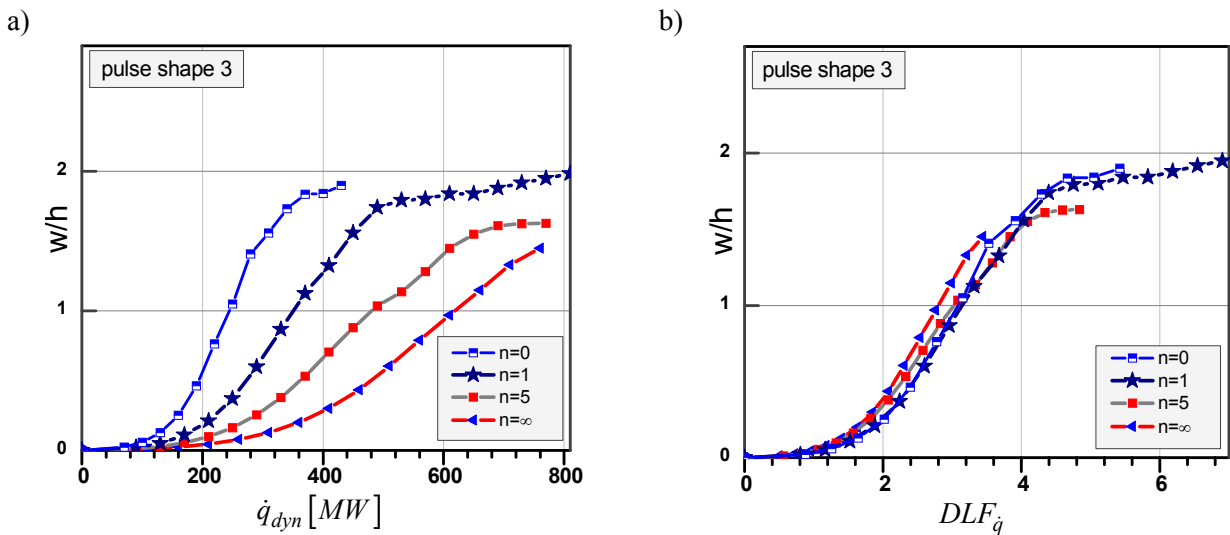 a)
pulse shape 3
w/h
2
1
0
0
200
400
600
800
n=0
n=1
n=5
n=∞
q̇dyn [MW]
b)
pulse shape 3
w/h
2
1
0
0
2
4
6
n=0
n=1
n=5
n=∞
DLFq̇